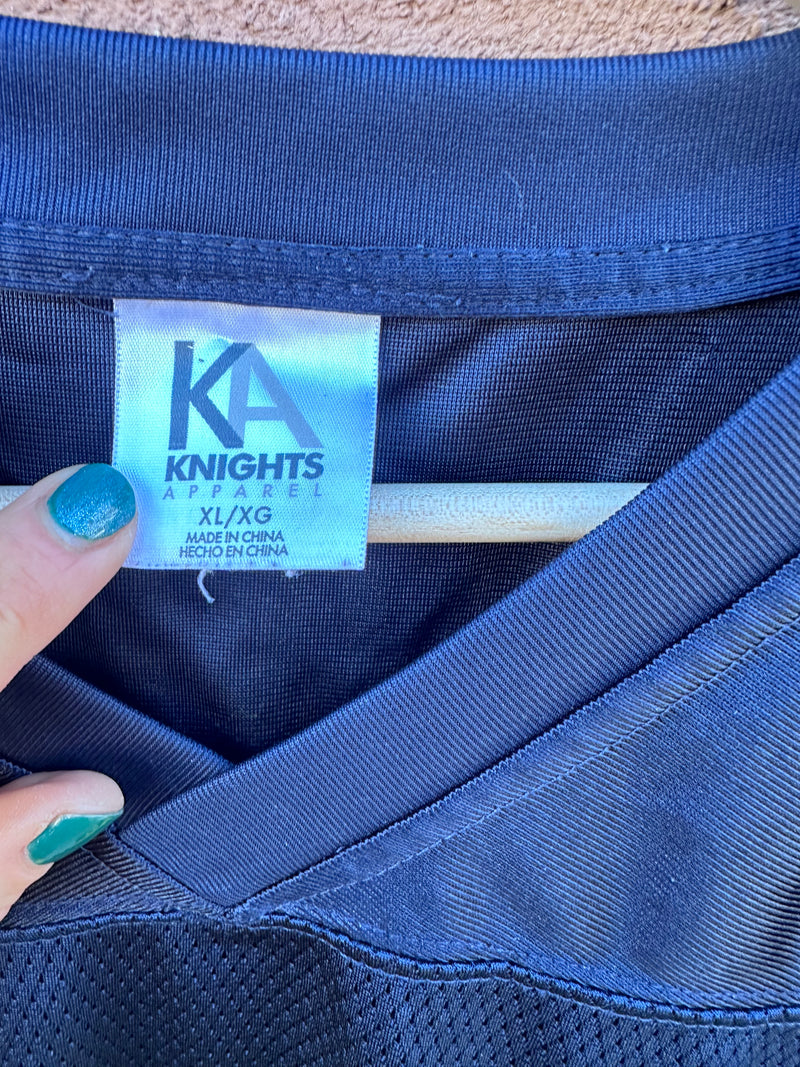 KA
KNIGHTS
APPAREL
XL/XG
MADE IN CHINA
HECHO EN CHINA